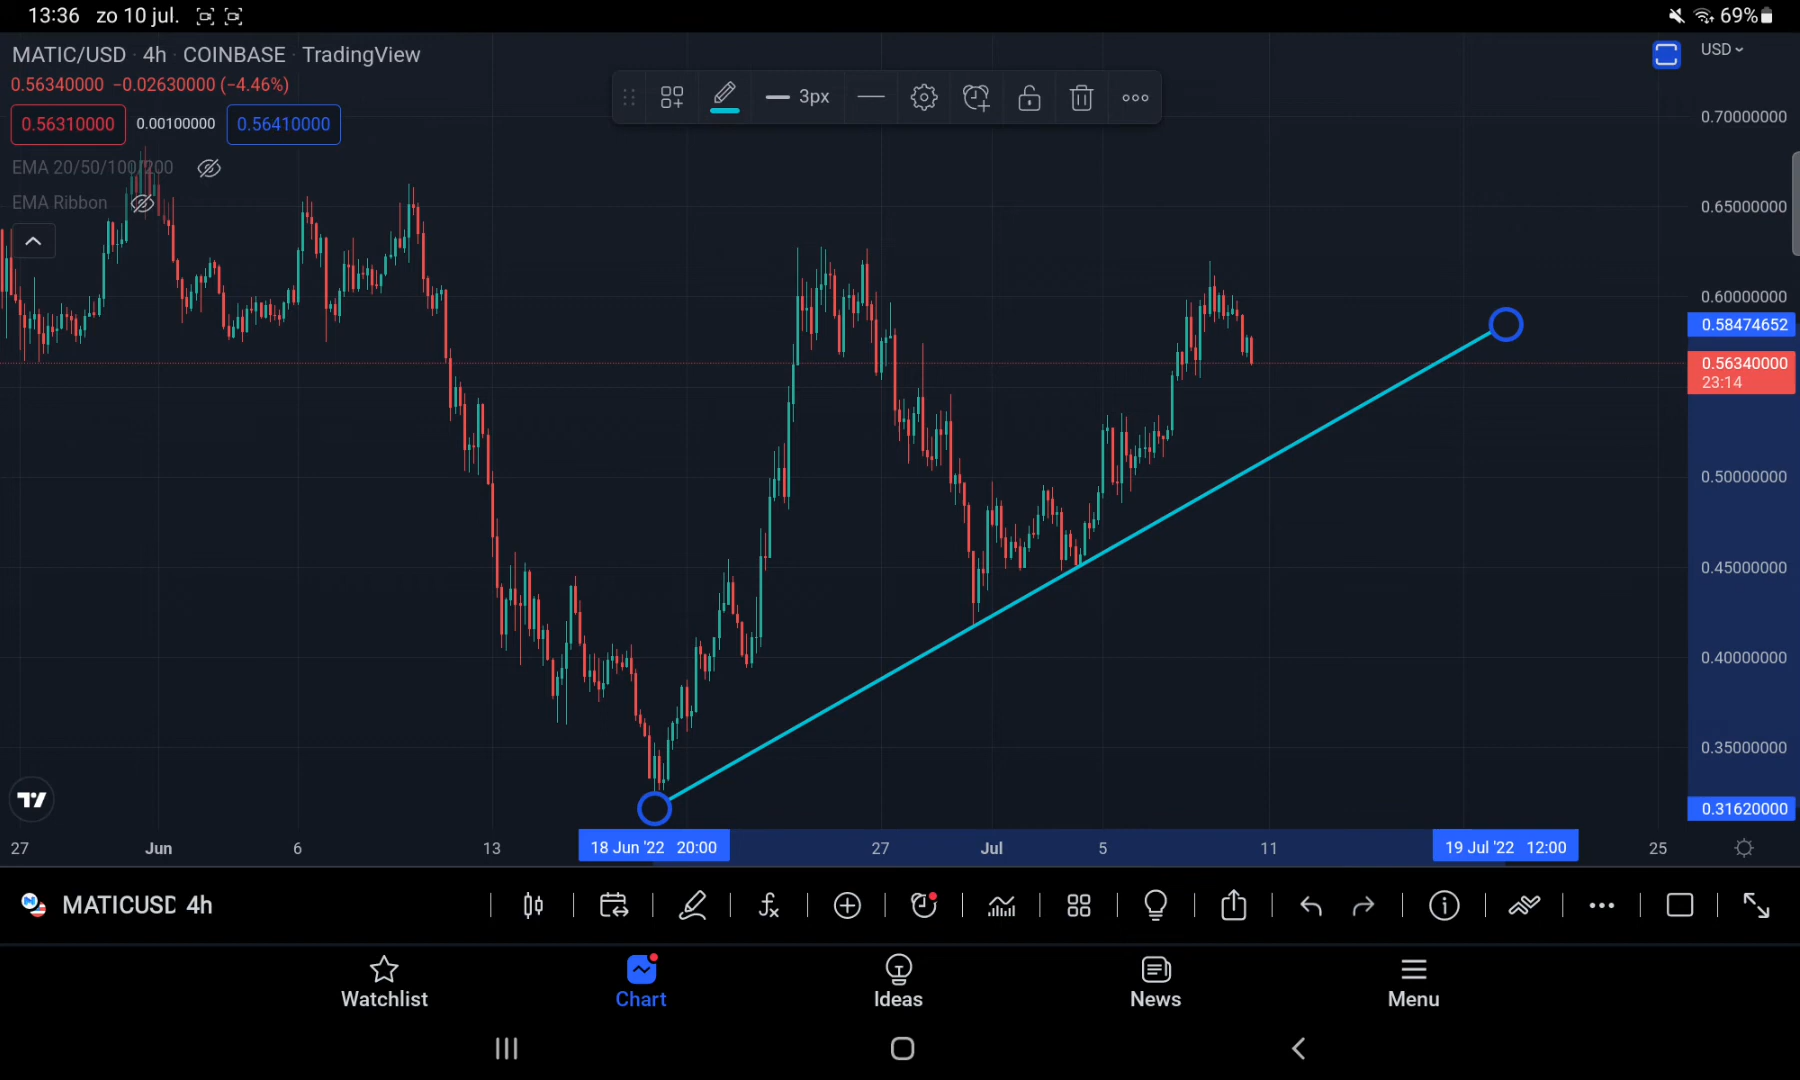 13:36 zo 10 jul. 69%
MATIC/USD · 4h · COINBASE · TradingView
USD
0.56340000 −0.02630000 (−4.46%)
3px
0.56310000 0.00100000 0.56410000
0.70000000
EMA 20/50/100/200
EMA Ribbon
0.65000000
0.60000000
0.58474652
0.56340000
23:14
0.50000000
0.45000000
0.40000000
0.35000000
0.31620000
27 Jun 6 13 18 Jun '22 20:00 27 Jul 5 11 19 Jul '22 12:00 25
MATICUSD 4h
Watchlist Chart Ideas News Menu